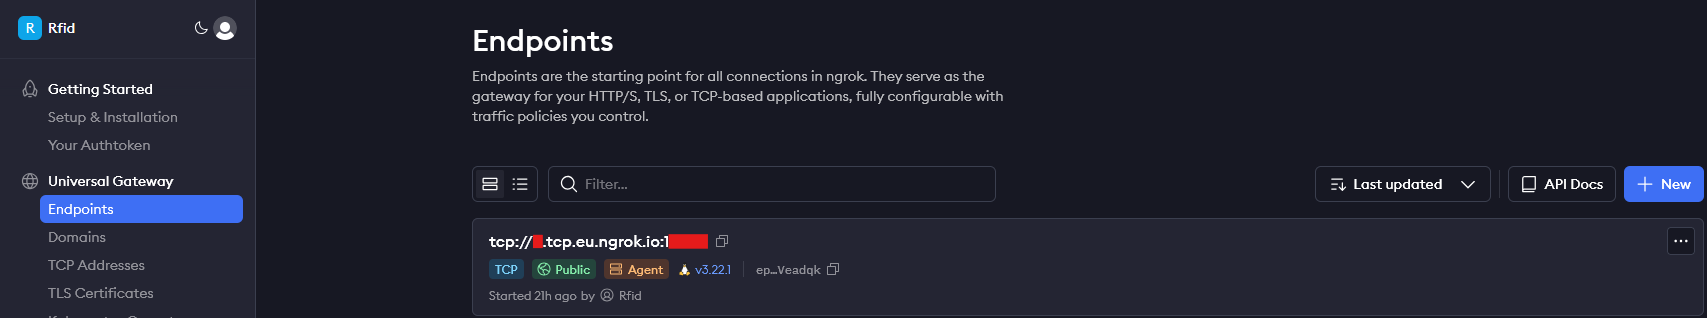 R Rfid
Getting Started
Setup & Installation
Your Authtoken
Universal Gateway
Endpoints
Domains
TCP Addresses
TLS Certificates
Endpoints
Endpoints are the starting point for all connections in ngrok. They serve as the
gateway for your HTTP/S, TLS, or TCP-based applications, fully configurable with
traffic policies you control.
Filter...
Last updated
API Docs
New
tcp://
.tcp.eu.ngrok.io:1
TCP Public Agent v3.22.1 ep...Veadqk
Started 21h ago by Rfid